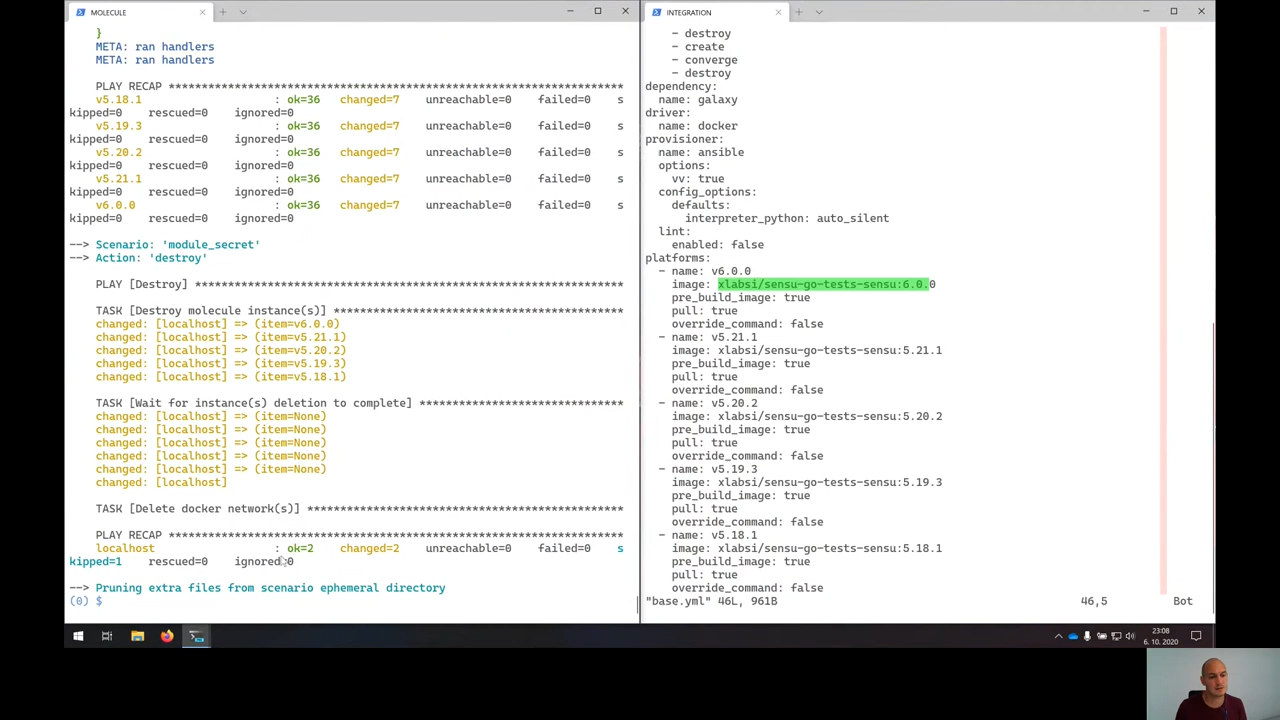 MOLECULE
}
META: ran handlers
META: ran handlers
PLAY RECAP *********************************************************************
v5.18.1 : ok=36 changed=7 unreachable=0 failed=0 s
kipped=0 rescued=0 ignored=0
v5.19.3 : ok=36 changed=7 unreachable=0 failed=0 s
kipped=0 rescued=0 ignored=0
v5.20.2 : ok=36 changed=7 unreachable=0 failed=0 s
kipped=0 rescued=0 ignored=0
v5.21.1 : ok=36 changed=7 unreachable=0 failed=0 s
kipped=0 rescued=0 ignored=0
v6.0.0 : ok=36 changed=7 unreachable=0 failed=0 s
kipped=0 rescued=0 ignored=0
--> Scenario: 'module_secret'
--> Action: 'destroy'
PLAY [Destroy] *****************************************************************
TASK [Destroy molecule instance(s)] ********************************************
changed: [localhost] => (item=v6.0.0)
changed: [localhost] => (item=v5.21.1)
changed: [localhost] => (item=v5.20.2)
changed: [localhost] => (item=v5.19.3)
changed: [localhost] => (item=v5.18.1)
TASK [Wait for instance(s) deletion to complete] *******************************
changed: [localhost] => (item=None)
changed: [localhost] => (item=None)
changed: [localhost] => (item=None)
changed: [localhost] => (item=None)
changed: [localhost] => (item=None)
changed: [localhost]
TASK [Delete docker network(s)] ************************************************
PLAY RECAP *********************************************************************
localhost : ok=2 changed=2 unreachable=0 failed=0 s
kipped=1 rescued=0 ignored=0
--> Pruning extra files from scenario ephemeral directory
(0) $
INTEGRATION
- destroy
- create
- converge
- destroy
dependency:
name: galaxy
driver:
name: docker
provisioner:
name: ansible
options:
vv: true
config_options:
defaults:
interpreter_python: auto_silent
lint:
enabled: false
platforms:
- name: v6.0.0
image: xlabsi/sensu-go-tests-sensu:6.0.0
pre_build_image: true
pull: true
override_command: false
- name: v5.21.1
image: xlabsi/sensu-go-tests-sensu:5.21.1
pre_build_image: true
pull: true
override_command: false
- name: v5.20.2
image: xlabsi/sensu-go-tests-sensu:5.20.2
pre_build_image: true
pull: true
override_command: false
- name: v5.19.3
image: xlabsi/sensu-go-tests-sensu:5.19.3
pre_build_image: true
pull: true
override_command: false
- name: v5.18.1
image: xlabsi/sensu-go-tests-sensu:5.18.1
pre_build_image: true
pull: true
override_command: false
"base.yml" 46L, 961B 46,5 Bot
23:08
6. 10. 2020